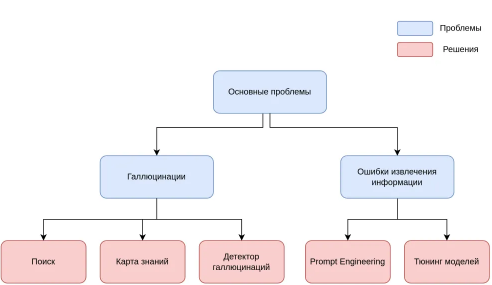 Проблемы
Решения
Основные проблемы
Галлюцинации
Ошибки извлечения
информации
Поиск
Карта знаний
Детектор
галлюцинаций
Prompt Engineering
Тюнинг моделей